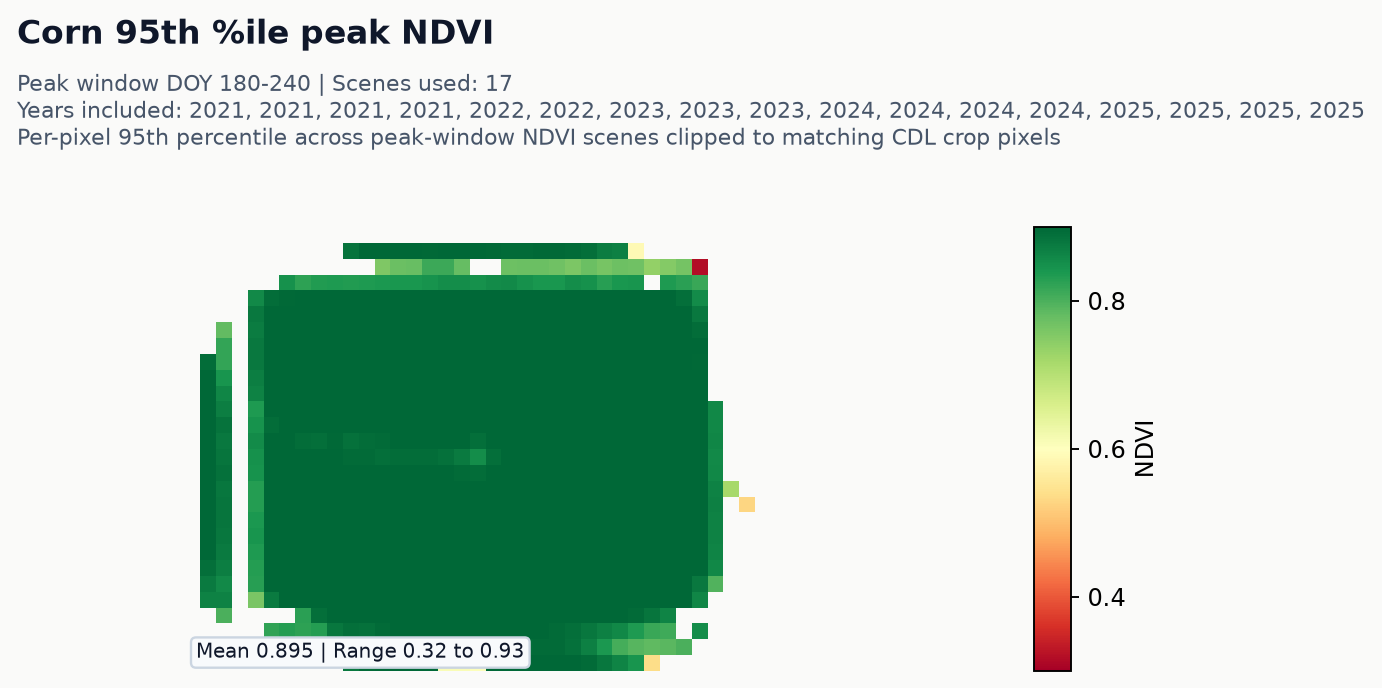 Corn 95th %ile peak NDVI
Peak window DOY 180-240 | Scenes used: 17
Years included: 2021, 2021, 2021, 2021, 2022, 2022, 2023, 2023, 2023, 2024, 2024, 2024, 2024, 2025, 2025, 2025, 2025
Per-pixel 95th percentile across peak-window NDVI scenes clipped to matching CDL crop pixels
0.8
0.6
NDVI
0.4
Mean 0.895 | Range 0.32 to 0.93